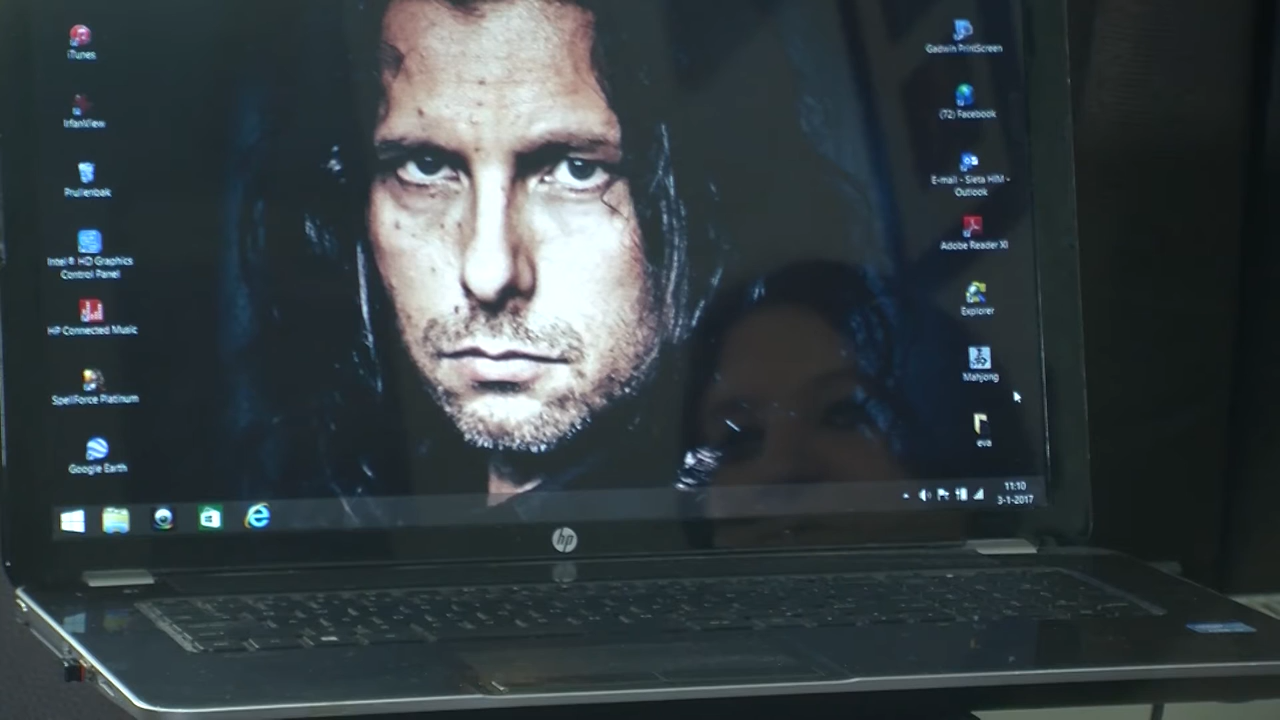 iTunes
IrfanView
Prullenbak
Intel® HD Graphics
Control Panel
HP Connected Music
SpellForce Platinum
Google Earth
Gadwin PrintScreen
(72) Facebook
E-mail - Sieta HIM -
Outlook
Adobe Reader XI
Explorer
Mahjong
eva
11:10
3-1-2017
hp